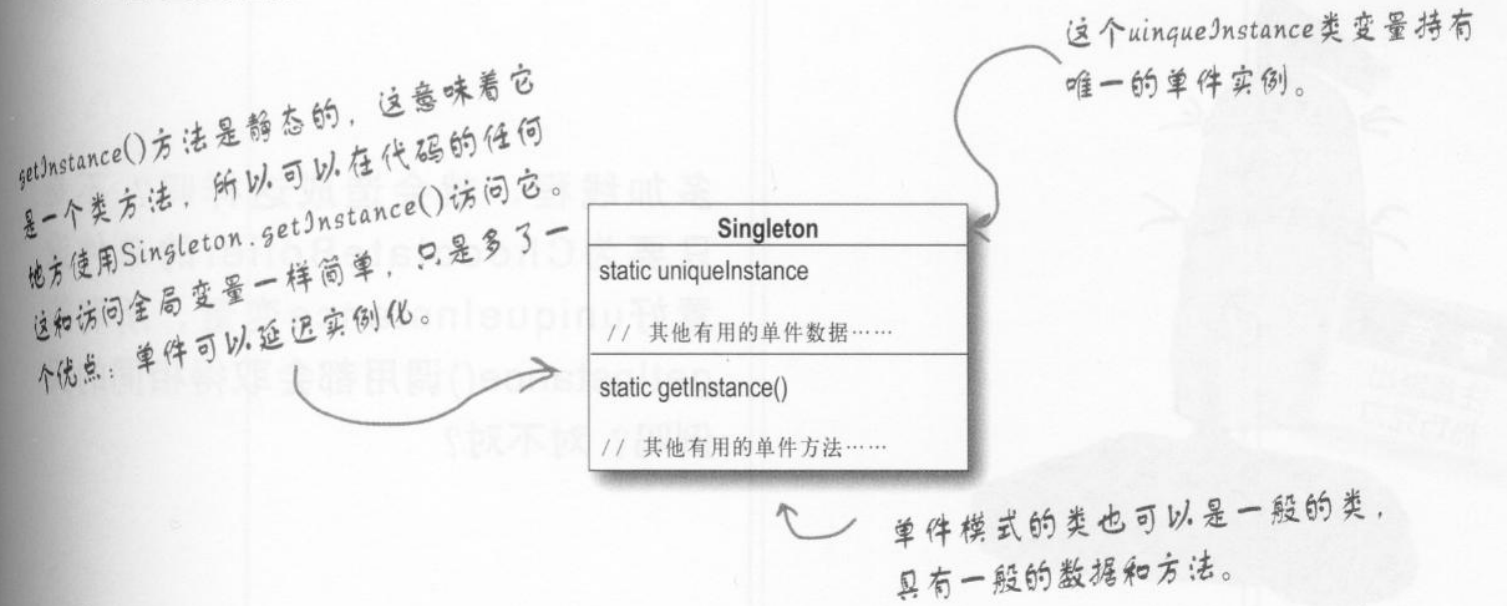 这个uinqueInstance类变量持有
唯一的单件实例。
getInstance()方法是静态的，这意味着它
是一个类方法，所以可以在代码的任何
地方使用Singleton.getInstance()访问它。
这和访问全局变量一样简单，只是多了一
个优点：单件可以延迟实例化。
Singleton
static uniqueInstance
// 其他有用的单件数据……
static getInstance()
// 其他有用的单件方法……
单件模式的类也可以是一般的类，
具有一般的数据和方法。